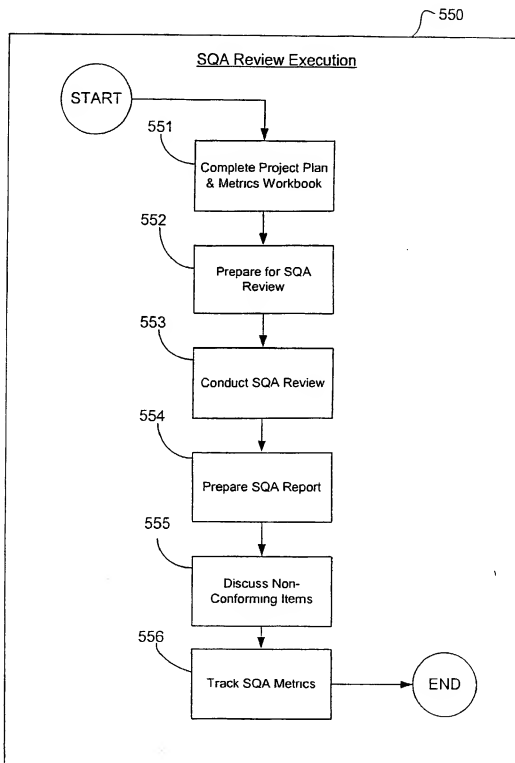 550
SQA Review Execution
START
551
Complete Project Plan
& Metrics Workbook
552
Prepare for SQA
Review
553
Conduct SQA Review
554
Prepare SQA Report
555
Discuss Non-
Conforming Items
556
Track SQA Metrics
END